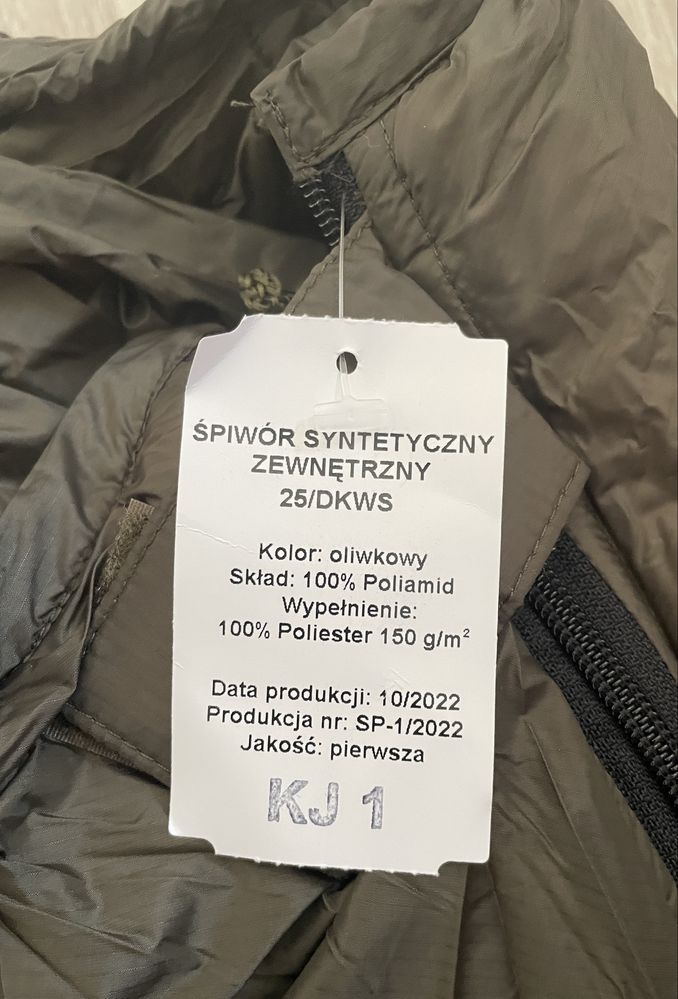 ŚPIWÓR SYNTETYCZNY
ZEWNĘTRZNY
25/DKWS
Kolor: oliwkowy
Skład: 100% Poliamid
Wypełnienie:
100% Poliester 150 g/m²
Data produkcji: 10/2022
Produkcja nr: SP-1/2022
Jakość: pierwsza
KJ 1